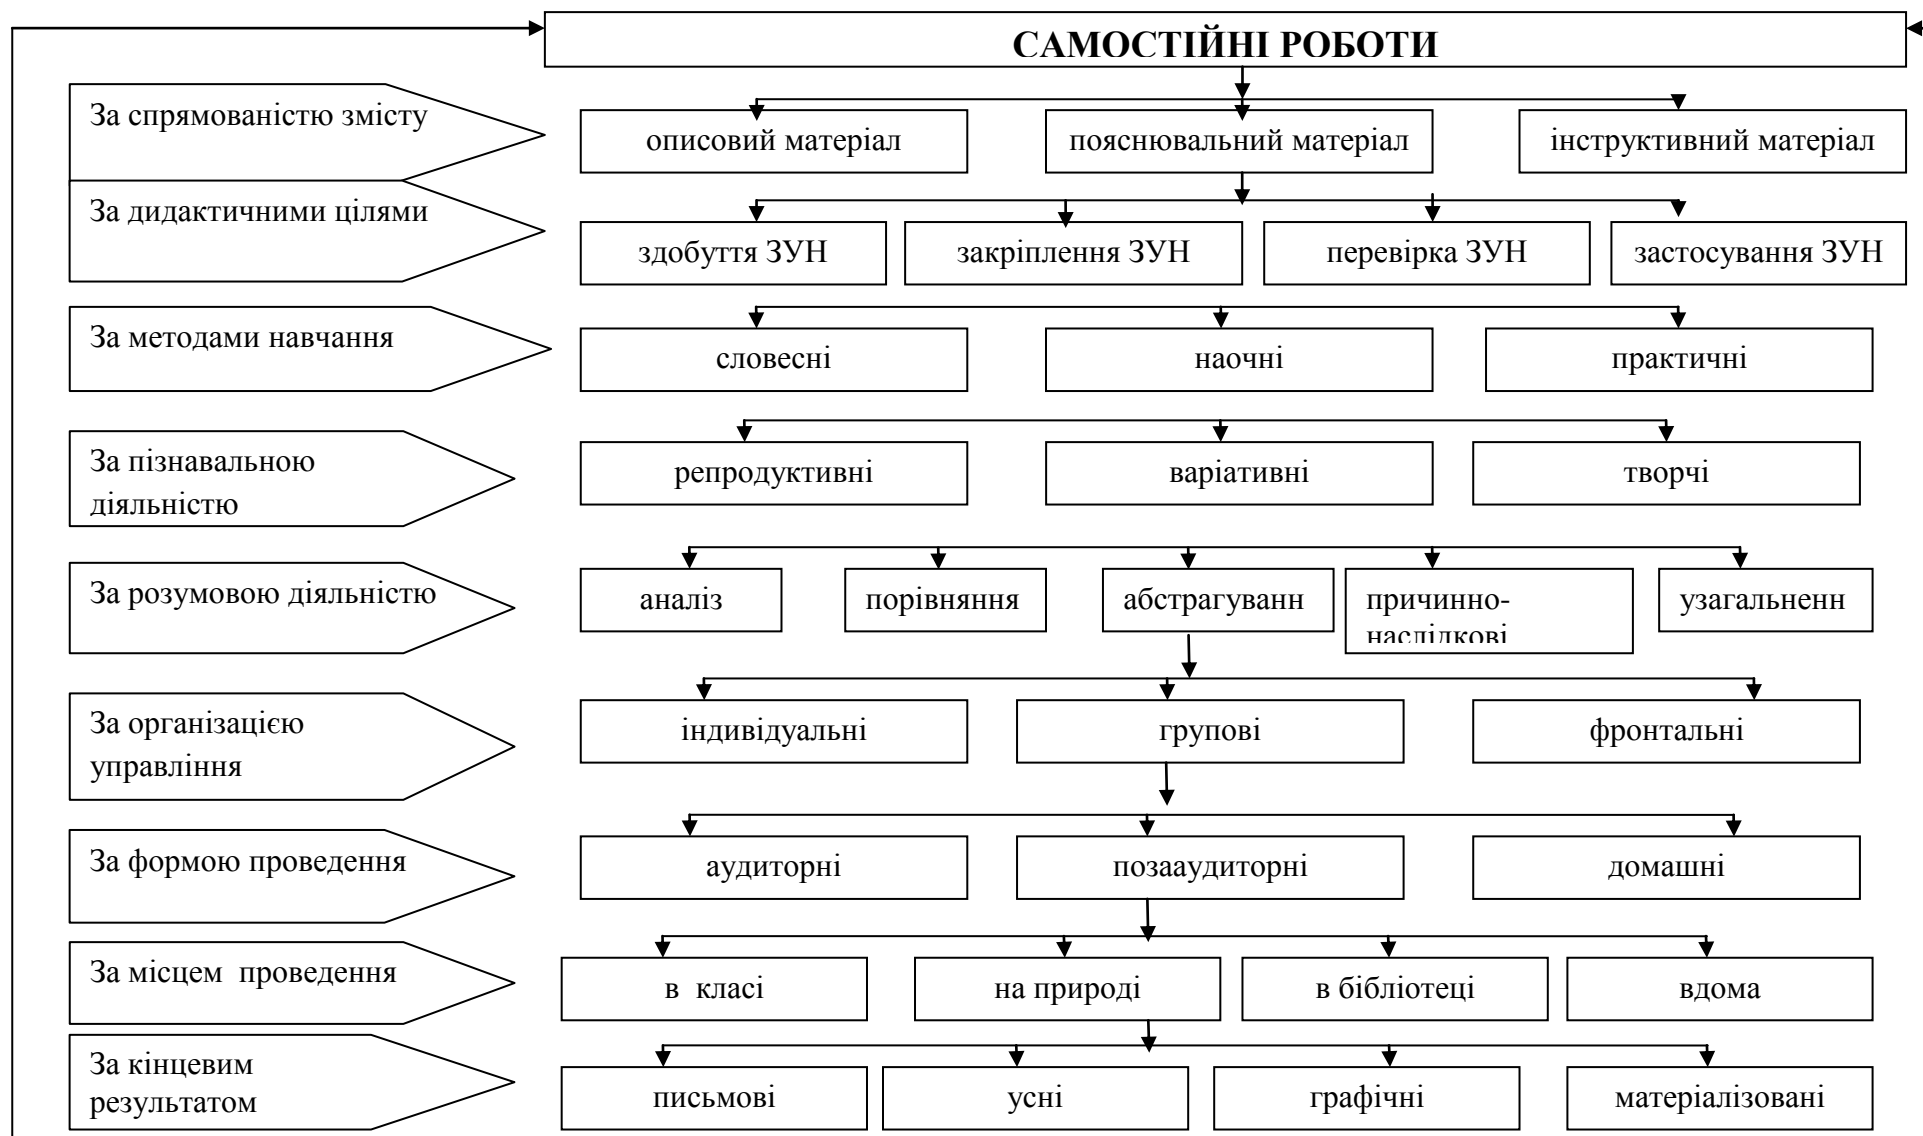 САМОСТІЙНІ РОБОТИ
За спрямованістю змісту
описовий матеріал
пояснювальний матеріал
інструктивний матеріал
За дидактичними цілями
здобуття ЗУН
закріплення ЗУН
перевірка ЗУН
застосування ЗУН
За методами навчання
словесні
наочні
практичні
За пізнавальною
діяльністю
репродуктивні
варіативні
творчі
За розумовою діяльністю
аналіз
порівняння
абстрагуванн
причинно-
наслідкові
узагальненн
За організацією
управління
індивідуальні
групові
фронтальні
За формою проведення
аудиторні
позааудиторні
домашні
За місцем проведення
в класі
на природі
в бібліотеці
вдома
За кінцевим
результатом
письмові
усні
графічні
матеріалізовані